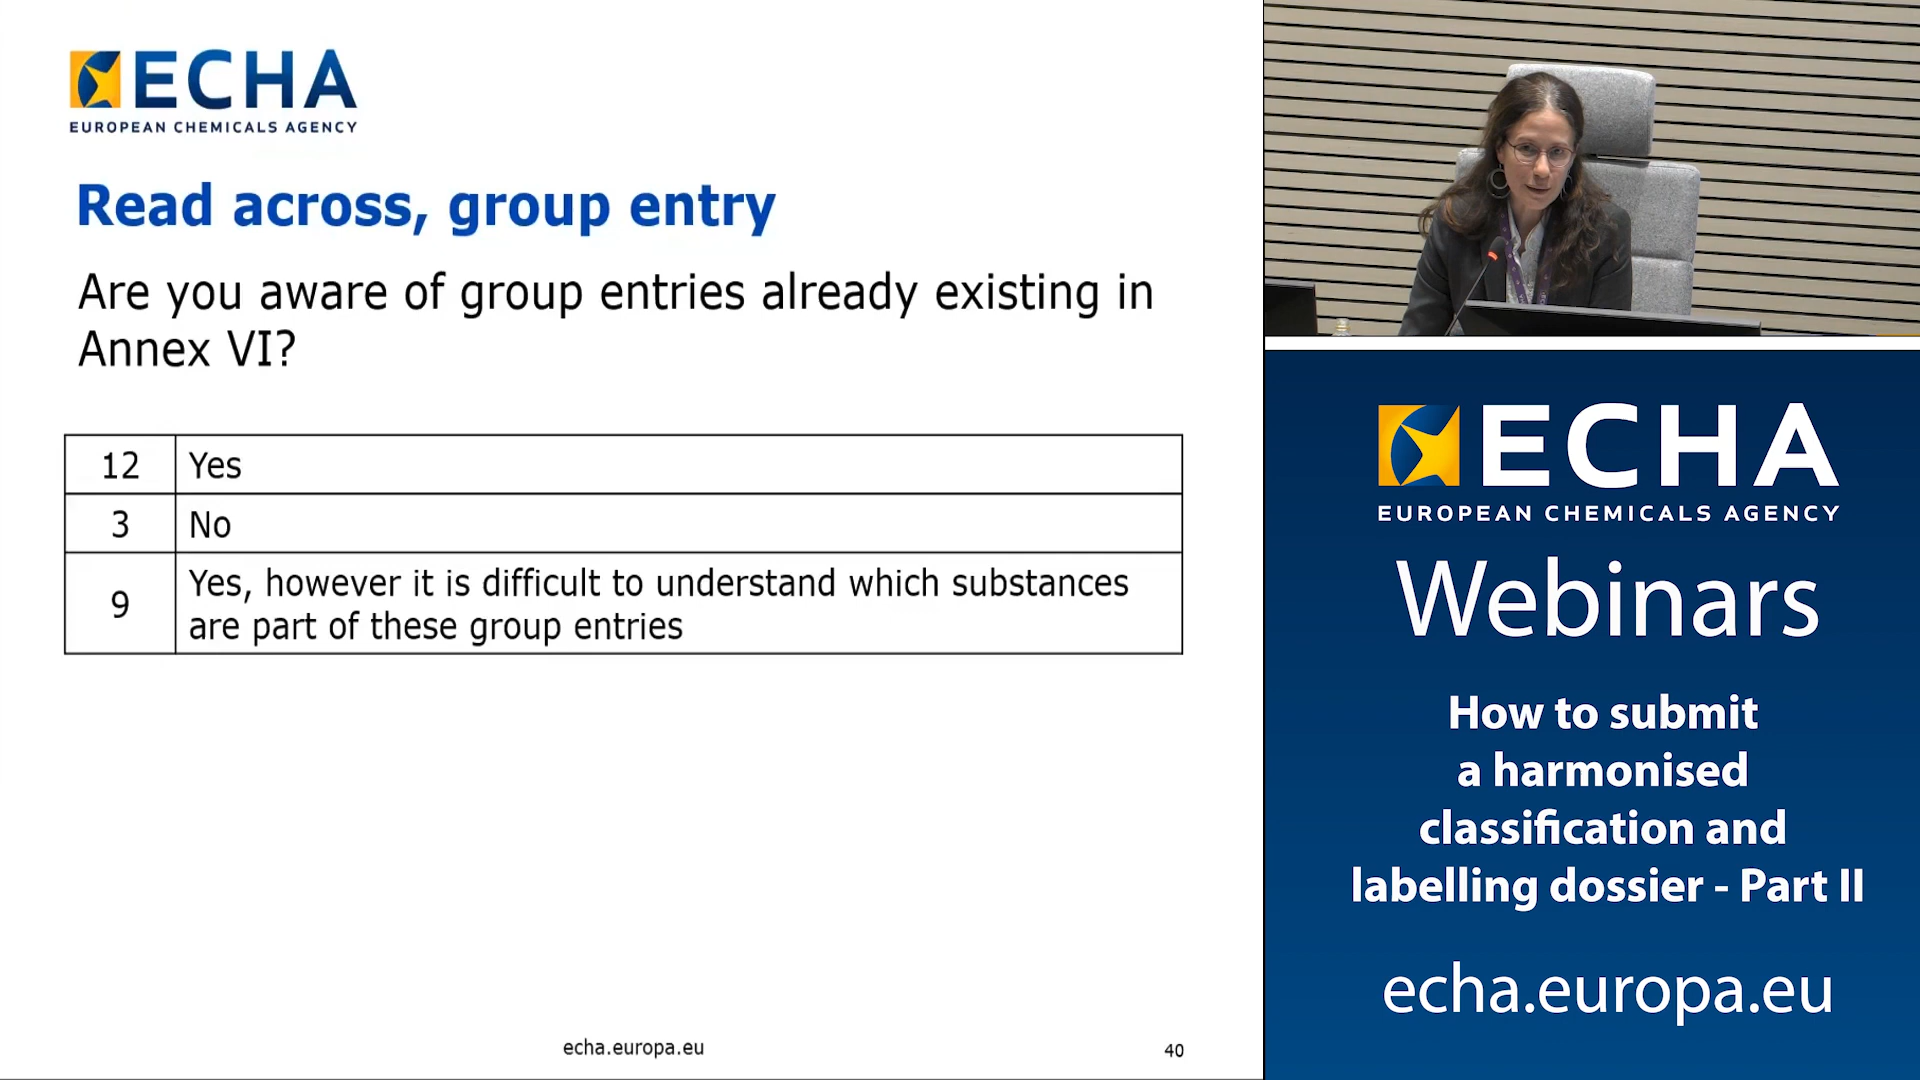 ECHA
EUROPEAN CHEMICALS AGENCY
Read across, group entry
Are you aware of group entries already existing in
Annex VI?
12 Yes
3 No
9 Yes, however it is difficult to understand which substances
are part of these group entries
echa.europa.eu
40
ECHA
EUROPEAN CHEMICALS AGENCY
Webinars
How to submit
a harmonised
classification and
labelling dossier - Part II
echa.europa.eu